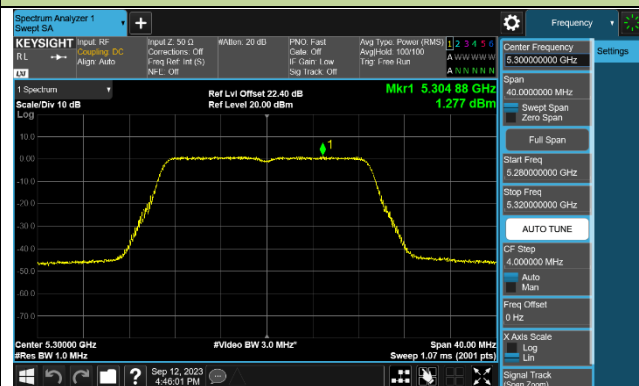 Spectrum Analyzer 1
Swept SA
Frequency
KEYSIGHT
RL
LXI
Input: RF
Coupling: DC
Align: Auto
Input Z: 50 Ω
Corrections: Off
Freq Ref: Int (S)
NFE: Off
#Atten: 20 dB
PNO: Fast
Gate: Off
IF Gain: Low
Sig Track: Off
Avg Type: Power (RMS)
Avg|Hold: 100/100
Trig: Free Run
1 2 3 4 5 6
A W W W W W
A N N N N N
1 Spectrum
Scale/Div 10 dB
Log
Ref Lvl Offset 22.40 dB
Ref Level 20.00 dBm
Mkr1 5.304 88 GHz
1.277 dBm
1
10.0
0.00
-10.0
-20.0
-30.0
-40.0
-50.0
-60.0
-70.0
Center 5.30000 GHz
#Res BW 1.0 MHz
#Video BW 3.0 MHz*
Span 40.00 MHz
Sweep 1.07 ms (2001 pts)
Sep 12, 2023
4:46:01 PM
Center Frequency
5.300000000 GHz
Settings
Span
40.0000000 MHz
Swept Span
Zero Span
Full Span
Start Freq
5.280000000 GHz
Stop Freq
5.320000000 GHz
AUTO TUNE
CF Step
4.000000 MHz
Auto
Man
Freq Offset
0 Hz
X Axis Scale
Log
Lin
Signal Track
(Span Zoom)